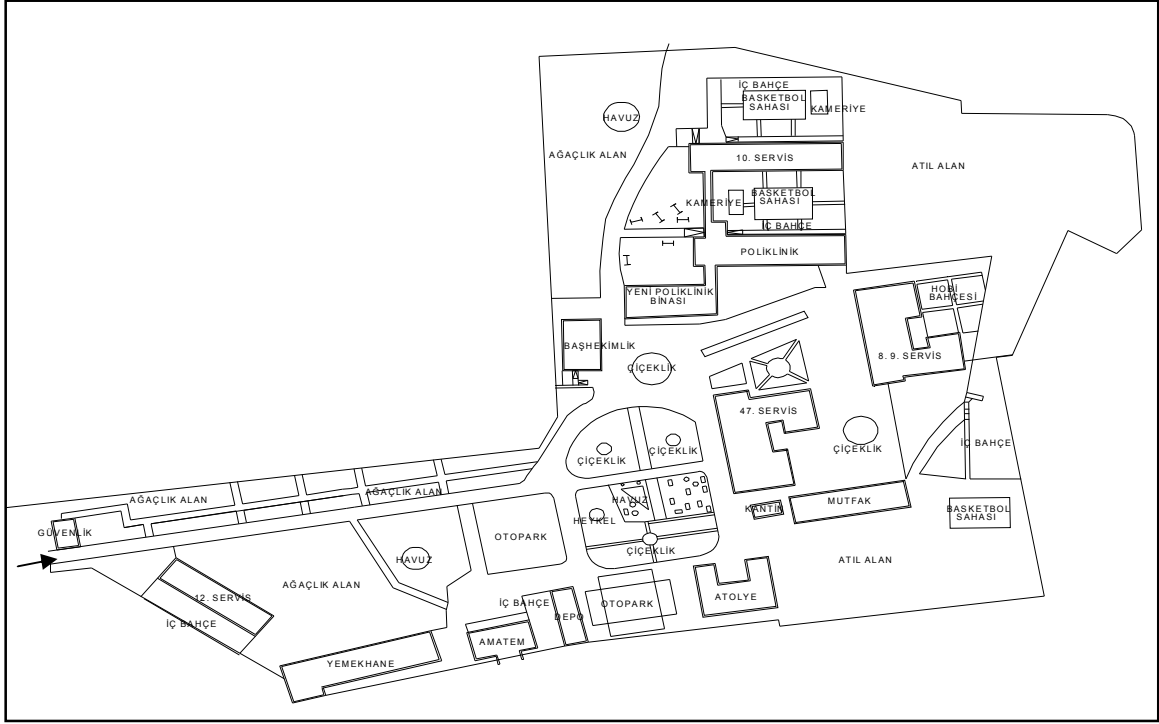 İÇ BAHÇE
BASKETBOL
SAHASI
KAMERİYE
HAVUZ
AĞAÇLIK ALAN
10. SERVİS
ATIL ALAN
KAMERİYE
BASKETBOL
SAHASI
İÇ BAHÇE
POLİKLİNİK
YENİ POLİKLİNİK
BİNASI
HOBİ
BAHÇESİ
BAŞHEKİMLİK
8. 9. SERVİS
ÇİÇEKLİK
47. SERVİS
ÇİÇEKLİK
İÇ BAHÇE
ÇİÇEKLİK
ÇİÇEKLİK
AĞAÇLIK ALAN
AĞAÇLIK ALAN
HAVUZ
KANTİN
MUTFAK
BASKETBOL
SAHASI
GÜVENLİK
HEYKEL
OTOPARK
ÇİÇEKLİK
HAVUZ
ATIL ALAN
AĞAÇLIK ALAN
12. SERVİS
İÇ BAHÇE
OTOPARK
ATOLYE
İÇ BAHÇE
DEPO
AMATEM
YEMEKHANE